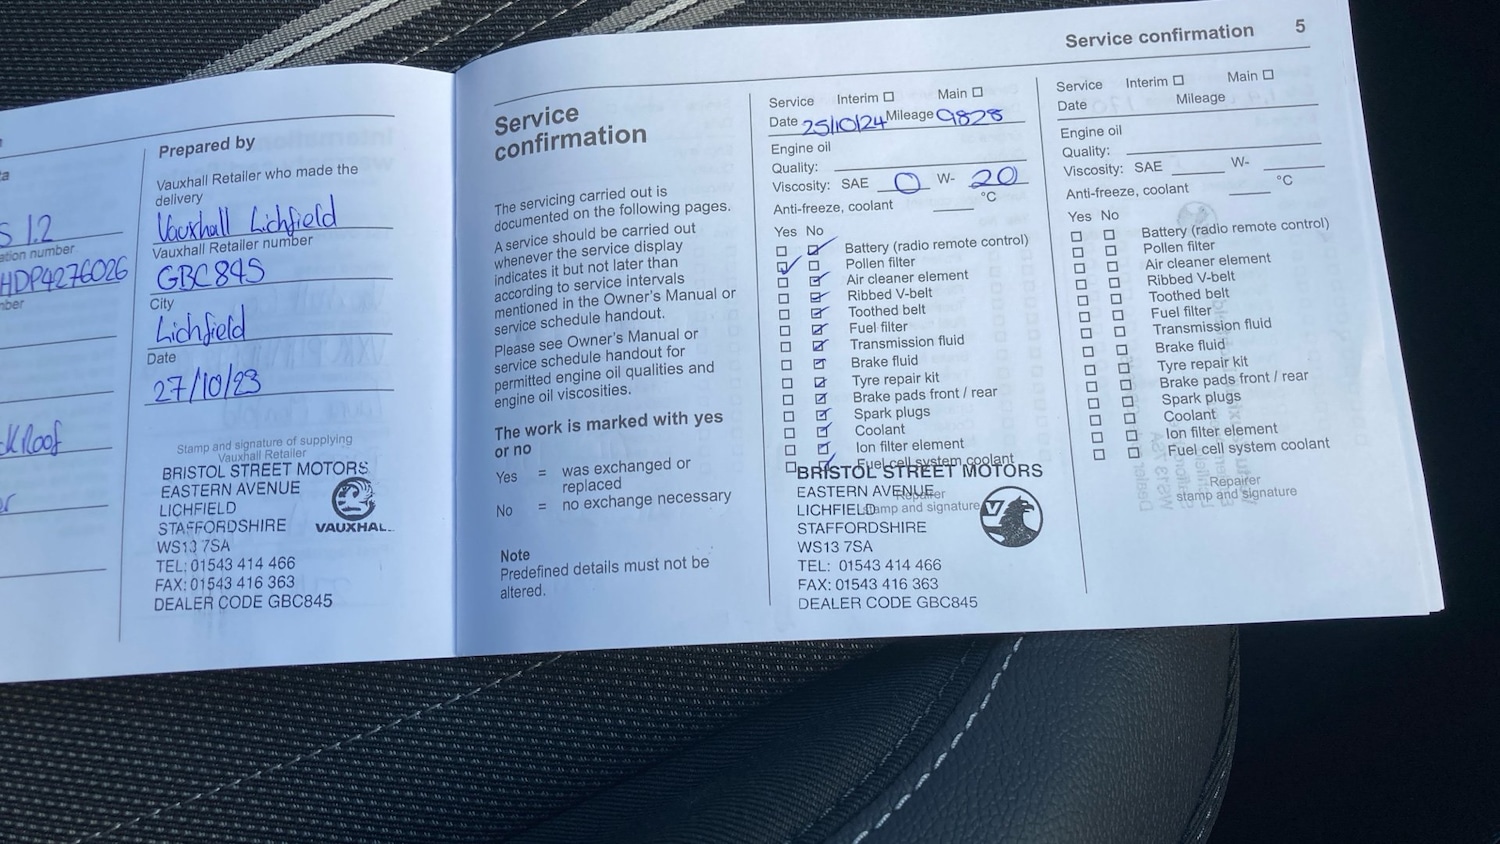 S 1.2
HDP4276026
Prepared by
Vauxhall Retailer who made the
delivery
Vauxhall Lichfield
Vauxhall Retailer number
GBC845
City
Lichfield
Date
27/10/23
Stamp and signature of supplying
Vauxhall Retailer
BRISTOL STREET MOTORS
EASTERN AVENUE
LICHFIELD
STAFFORDSHIRE
WS13 7SA
TEL: 01543 414 466
FAX: 01543 416 363
DEALER CODE GBC845
VAUXHAL
Service confirmation 5
Service
confirmation
The servicing carried out is
documented on the following pages.
A service should be carried out
whenever the service display
indicates it but not later than
according to service intervals
mentioned in the Owner's Manual or
service schedule handout.
Please see Owner's Manual or
service schedule handout for
permitted engine oil qualities and
engine oil viscosities.
The work is marked with yes
or no
Yes = was exchanged or
replaced
No = no exchange necessary
Note
Predefined details must not be
altered.
Service Interim Main
Date 25/10/24 Mileage 9828
Engine oil
Quality:
Viscosity: SAE 0 W- 20
Anti-freeze, coolant °C
Yes No
Battery (radio remote control)
Pollen filter
Air cleaner element
Ribbed V-belt
Toothed belt
Fuel filter
Transmission fluid
Brake fluid
Tyre repair kit
Brake pads front / rear
Spark plugs
Coolant
Ion filter element
Fuel cell system coolant
Repairer
stamp and signature
BRISTOL STREET MOTORS
EASTERN AVENUE
LICHFIELD
STAFFORDSHIRE
WS13 7SA
TEL: 01543 414 466
FAX: 01543 416 363
DEALER CODE GBC845
Service Interim Main
Date Mileage
Engine oil
Quality:
Viscosity: SAE W-
Anti-freeze, coolant °C
Yes No
Battery (radio remote control)
Pollen filter
Air cleaner element
Ribbed V-belt
Toothed belt
Fuel filter
Transmission fluid
Brake fluid
Tyre repair kit
Brake pads front / rear
Spark plugs
Coolant
Ion filter element
Fuel cell system coolant
Repairer
stamp and signature